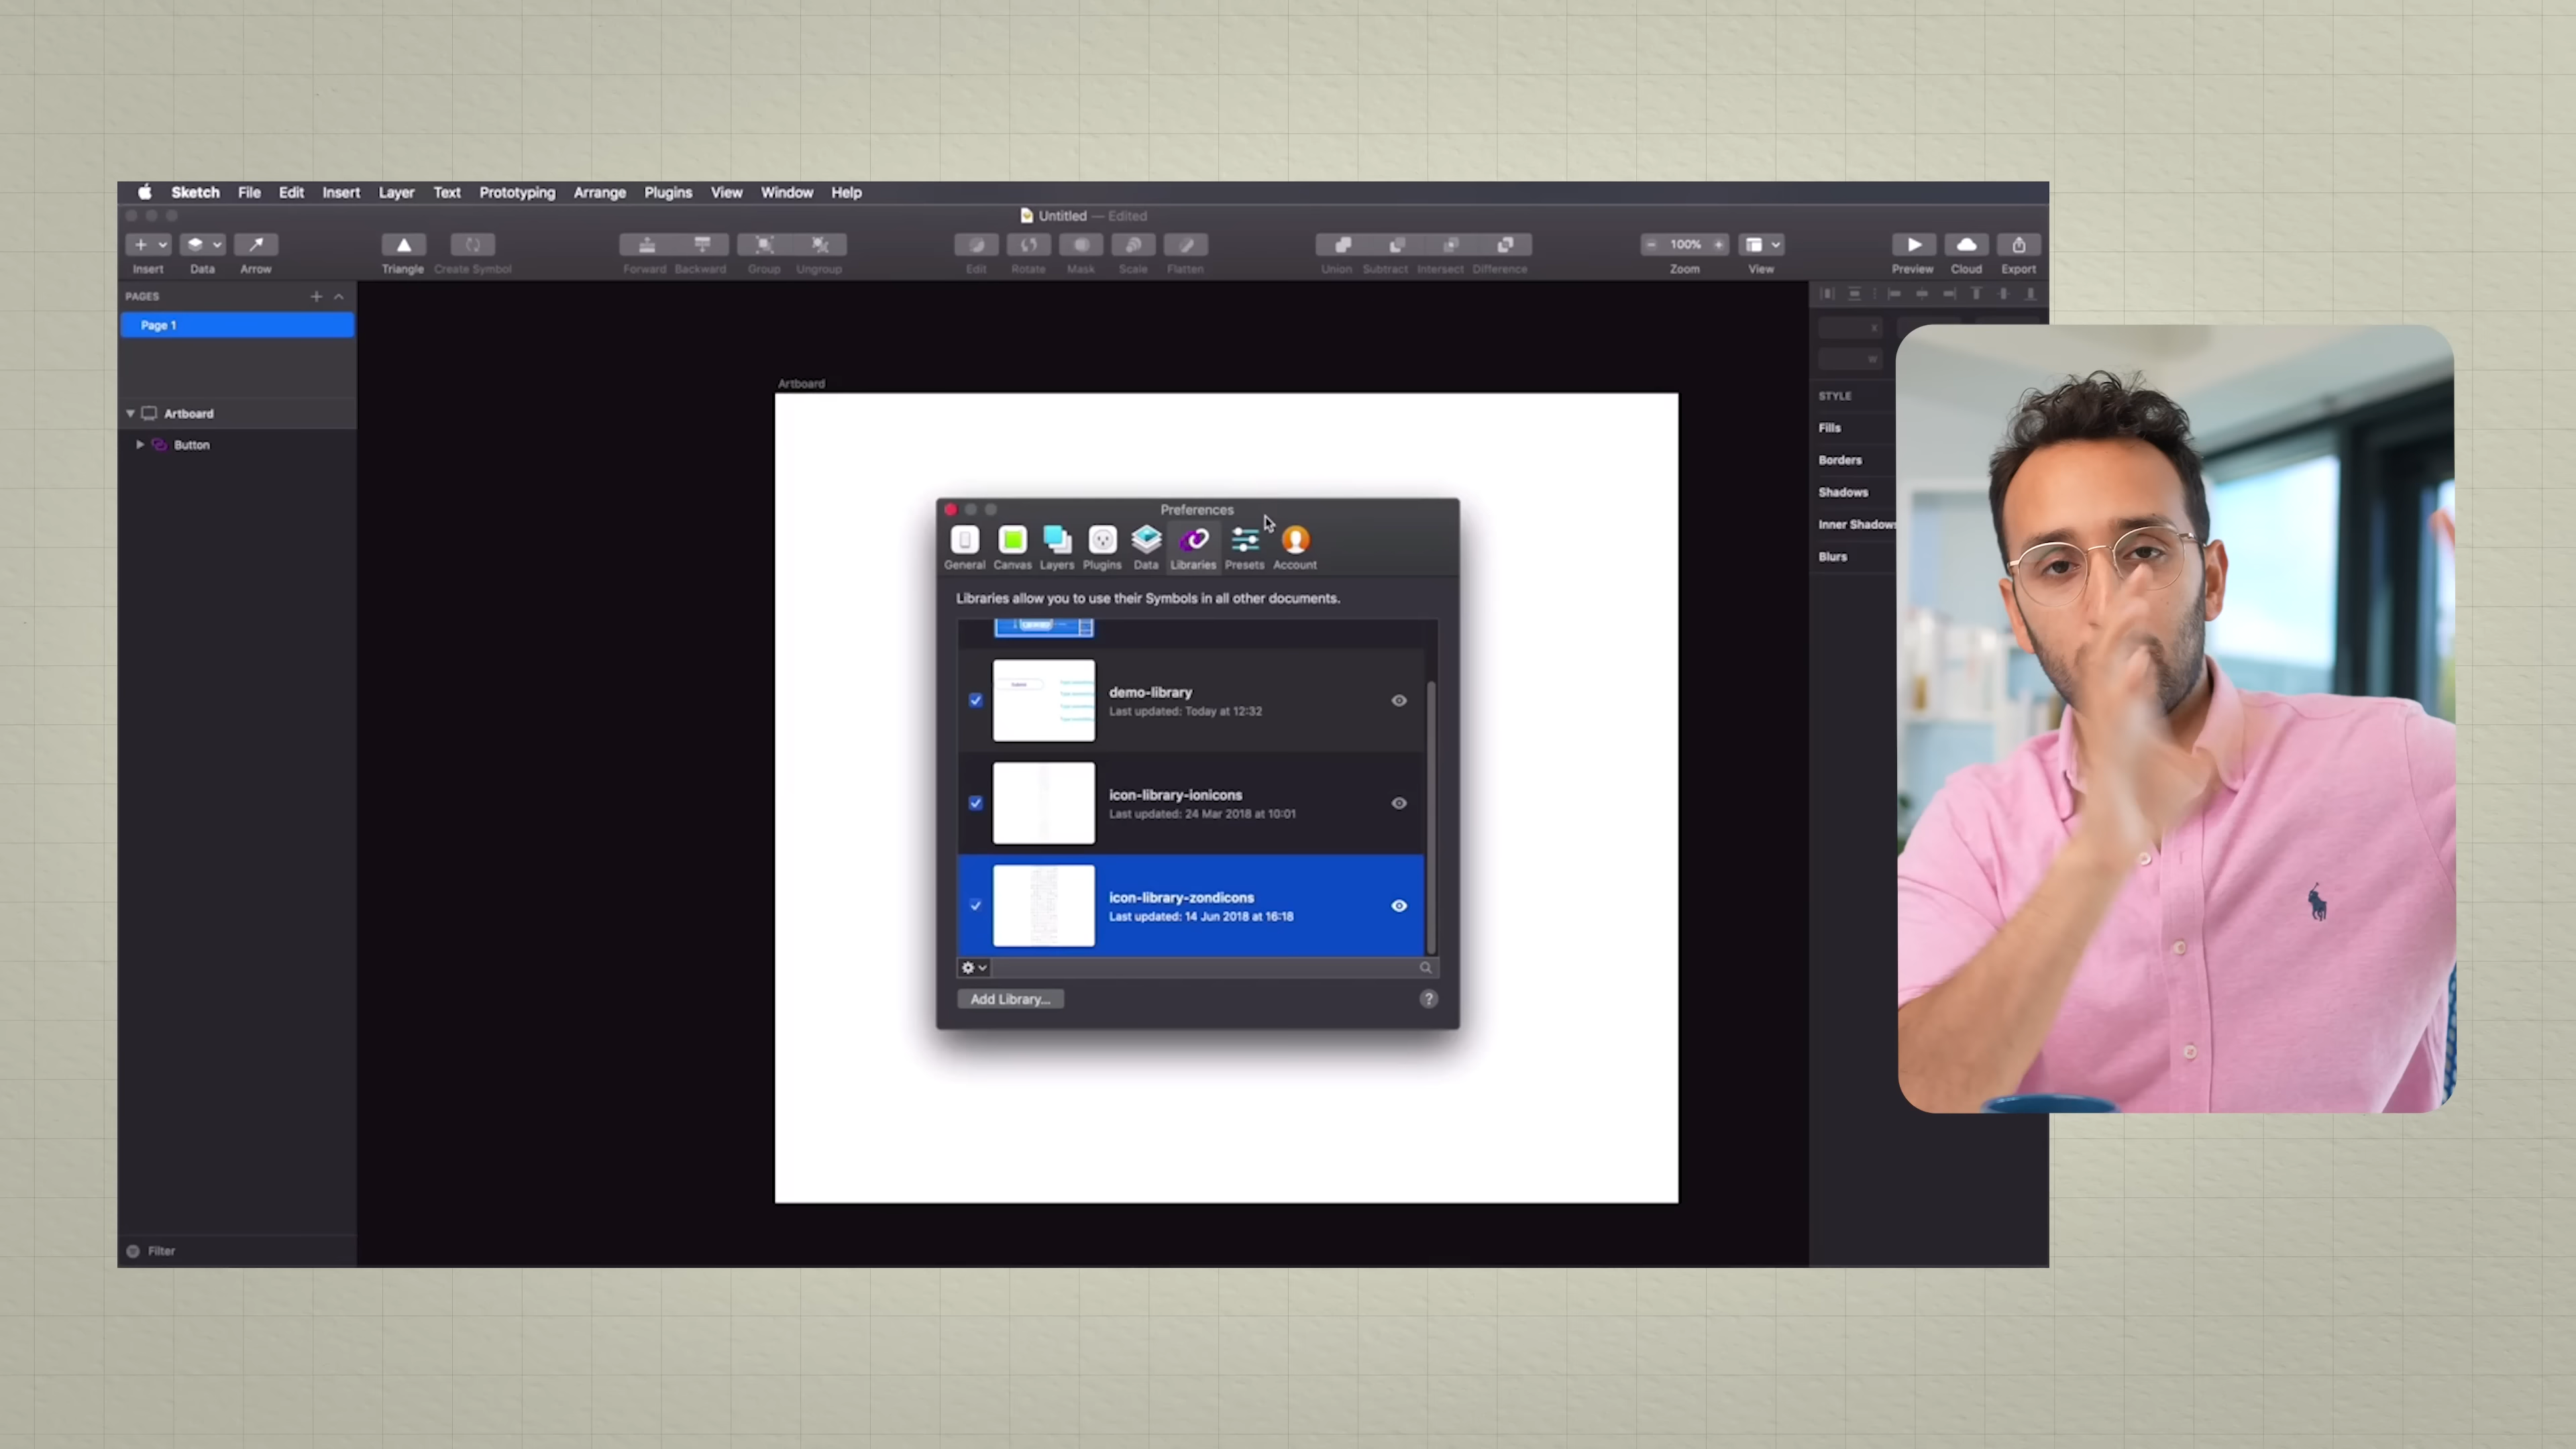 Sketch File Edit Insert Layer Text Prototyping Arrange Plugins View Window Help
Untitled — Edited
100%
Insert Data Arrow Triangle Create Symbol Forward Backward Group Ungroup Edit Rotate Mask Scale Flatten Union Subtract Intersect Difference Zoom View Preview Cloud Export
PAGES
Page 1
X
W
Artboard
Artboard
Button
STYLE
Fills
Borders
Shadows
Inner Shadows
Blurs
Preferences
General Canvas Layers Plugins Data Libraries Presets Account
Libraries allow you to use their Symbols in all other documents.
demo-library
Last updated: Today at 12:32
icon-library-ionicons
Last updated: 24 Mar 2018 at 10:01
icon-library-zondicons
Last updated: 14 Jun 2018 at 16:18
Add Library...
?
Filter